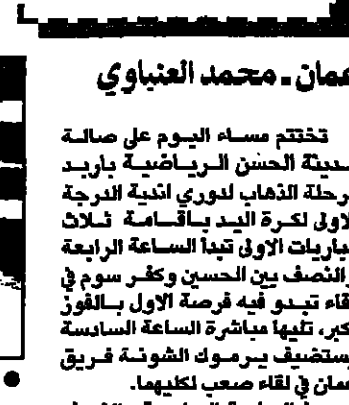 عمان ـ محمد العنباوي
تختتم مساء اليوم على صالة
مدينة الحسن الرياضية باربد
مرحلة الذهاب لدوري اندية الدرجة
الاولى لكرة اليد باقامة ثلاث
مباريات الاولى تبدأ الساعة الرابعة
والنصف بين الحسين وكفر سوم في
لقاء تبدو فيه فرصة الاول بالفوز
اكبر، تليها مباشرة الساعة السادسة
يستضيف يرموك الشونة فريق
عمان في لقاء صعب لكليهما.